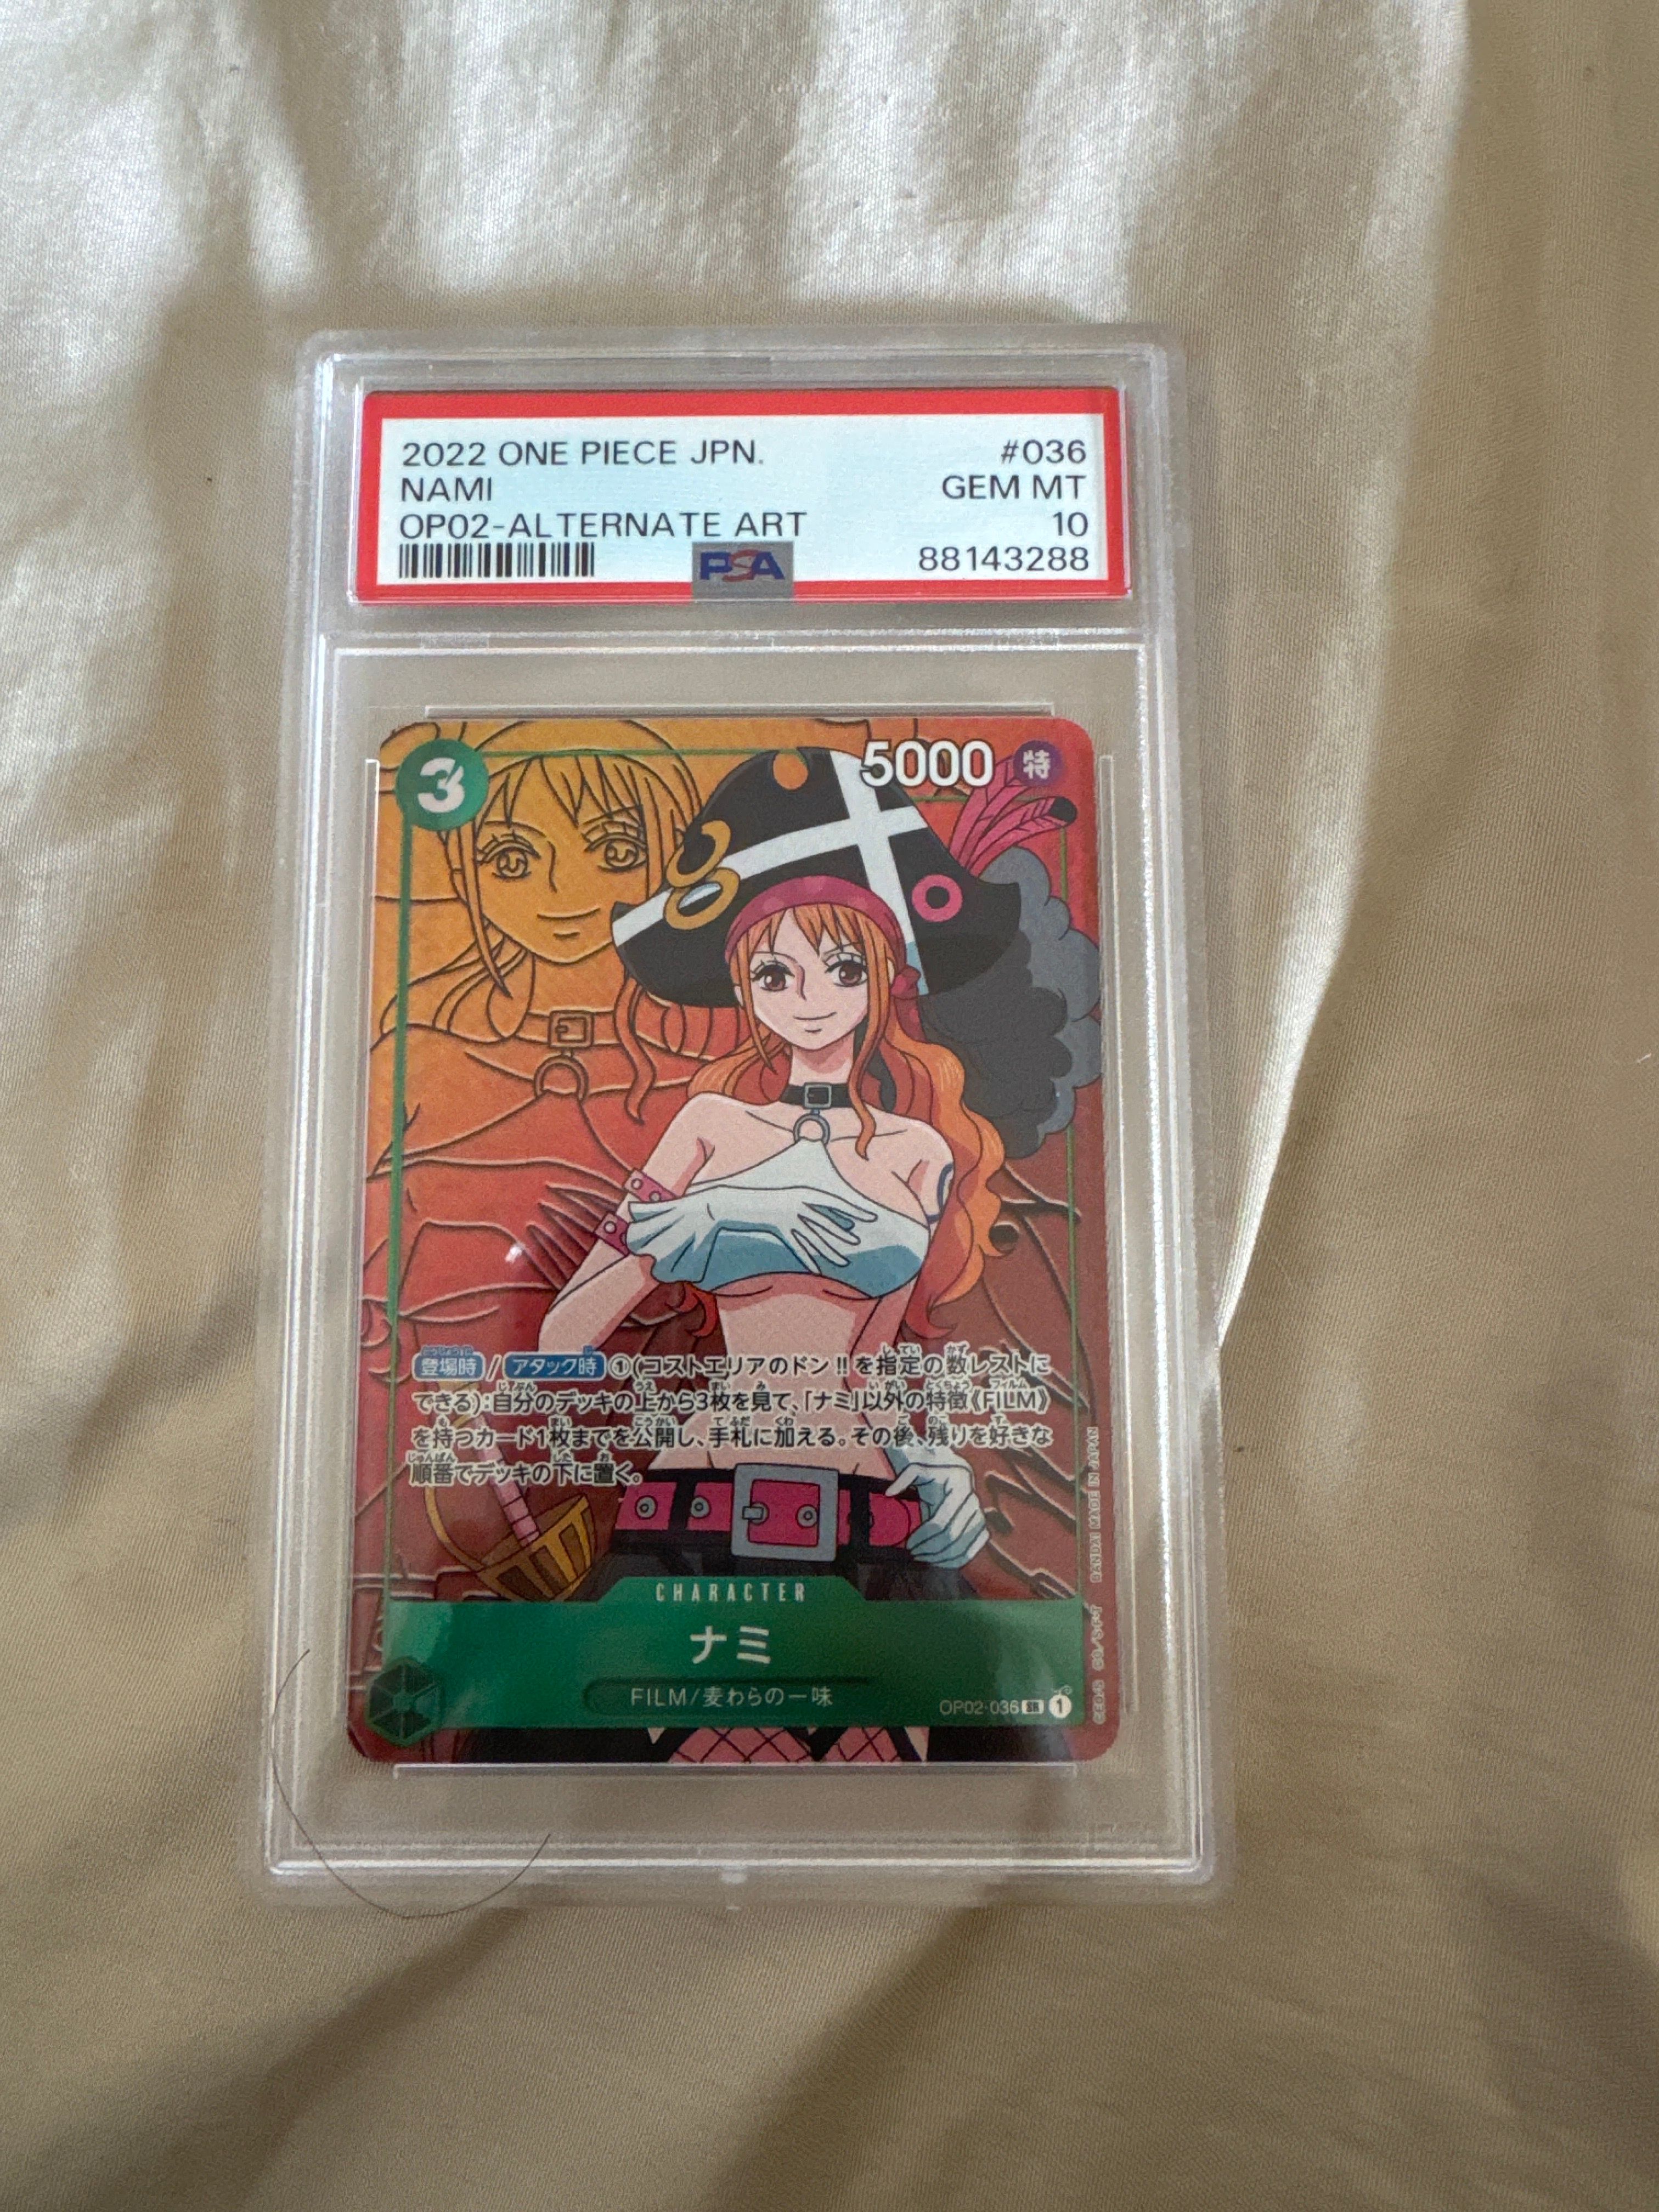 2022 ONE PIECE JPN. #036
NAMI GEM MT
OP02-ALTERNATE ART 10
PSA 88143288
3 5000 特
登場時 / アタック時 ①(コストエリアのドン!!を指定の数レストに
できる):自分のデッキの上から3枚を見て、「ナミ」以外の特徴《FILM》
を持つカード1枚までを公開し、手札に加える。その後、残りを好きな
順番でデッキの下に置く。
CHARACTER
ナミ
FILM/麦わらの一味
OP02-036 SR 1
BANDAI MADE IN JAPAN